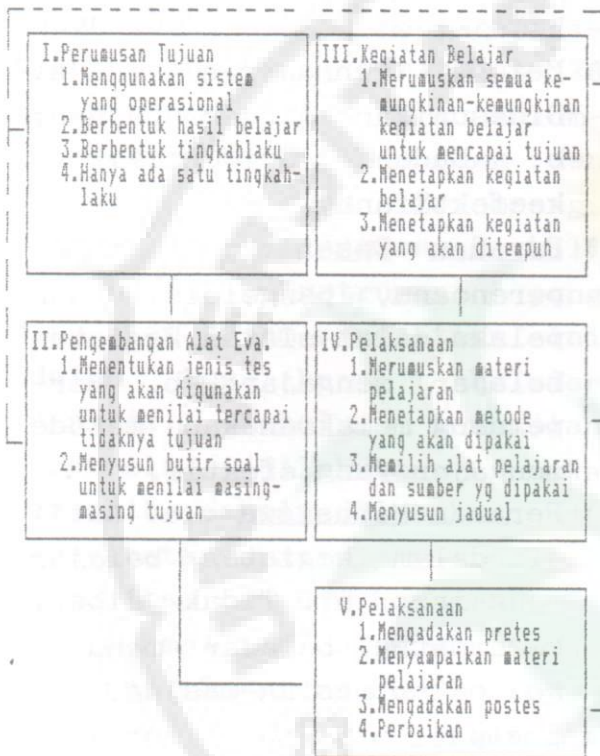 I.Perumusan Tujuan
1.Menggunakan sistem
yang operasional
2.Berbentuk hasil belajar
3.Berbentuk tingkahlaku
4.Hanya ada satu tingkah-
laku
II.Pengembangan Alat Eva.
1.Menentukan jenis tes
yang akan digunakan
untuk menilai tercapai
tidaknya tujuan
2.Menyusun butir soal
untuk menilai masing-
masing tujuan
III.Kegiatan Belajar
1.Merumuskan semua ke-
mungkinan-kemungkinan
kegiatan belajar
untuk mencapai tujuan
2.Menetapkan kegiatan
belajar
3.Menetapkan kegiatan
yang akan ditempuh
IV.Pelaksanaan
1.Merumuskan materi
pelajaran
2.Menetapkan metode
yang akan dipakai
3.Memilih alat pelajaran
dan sumber yg dipakai
4.Menyusun jadual
V.Pelaksanaan
1.Mengadakan pretes
2.Menyampaikan materi
pelajaran
3.Mengadakan postes
4.Perbaikan